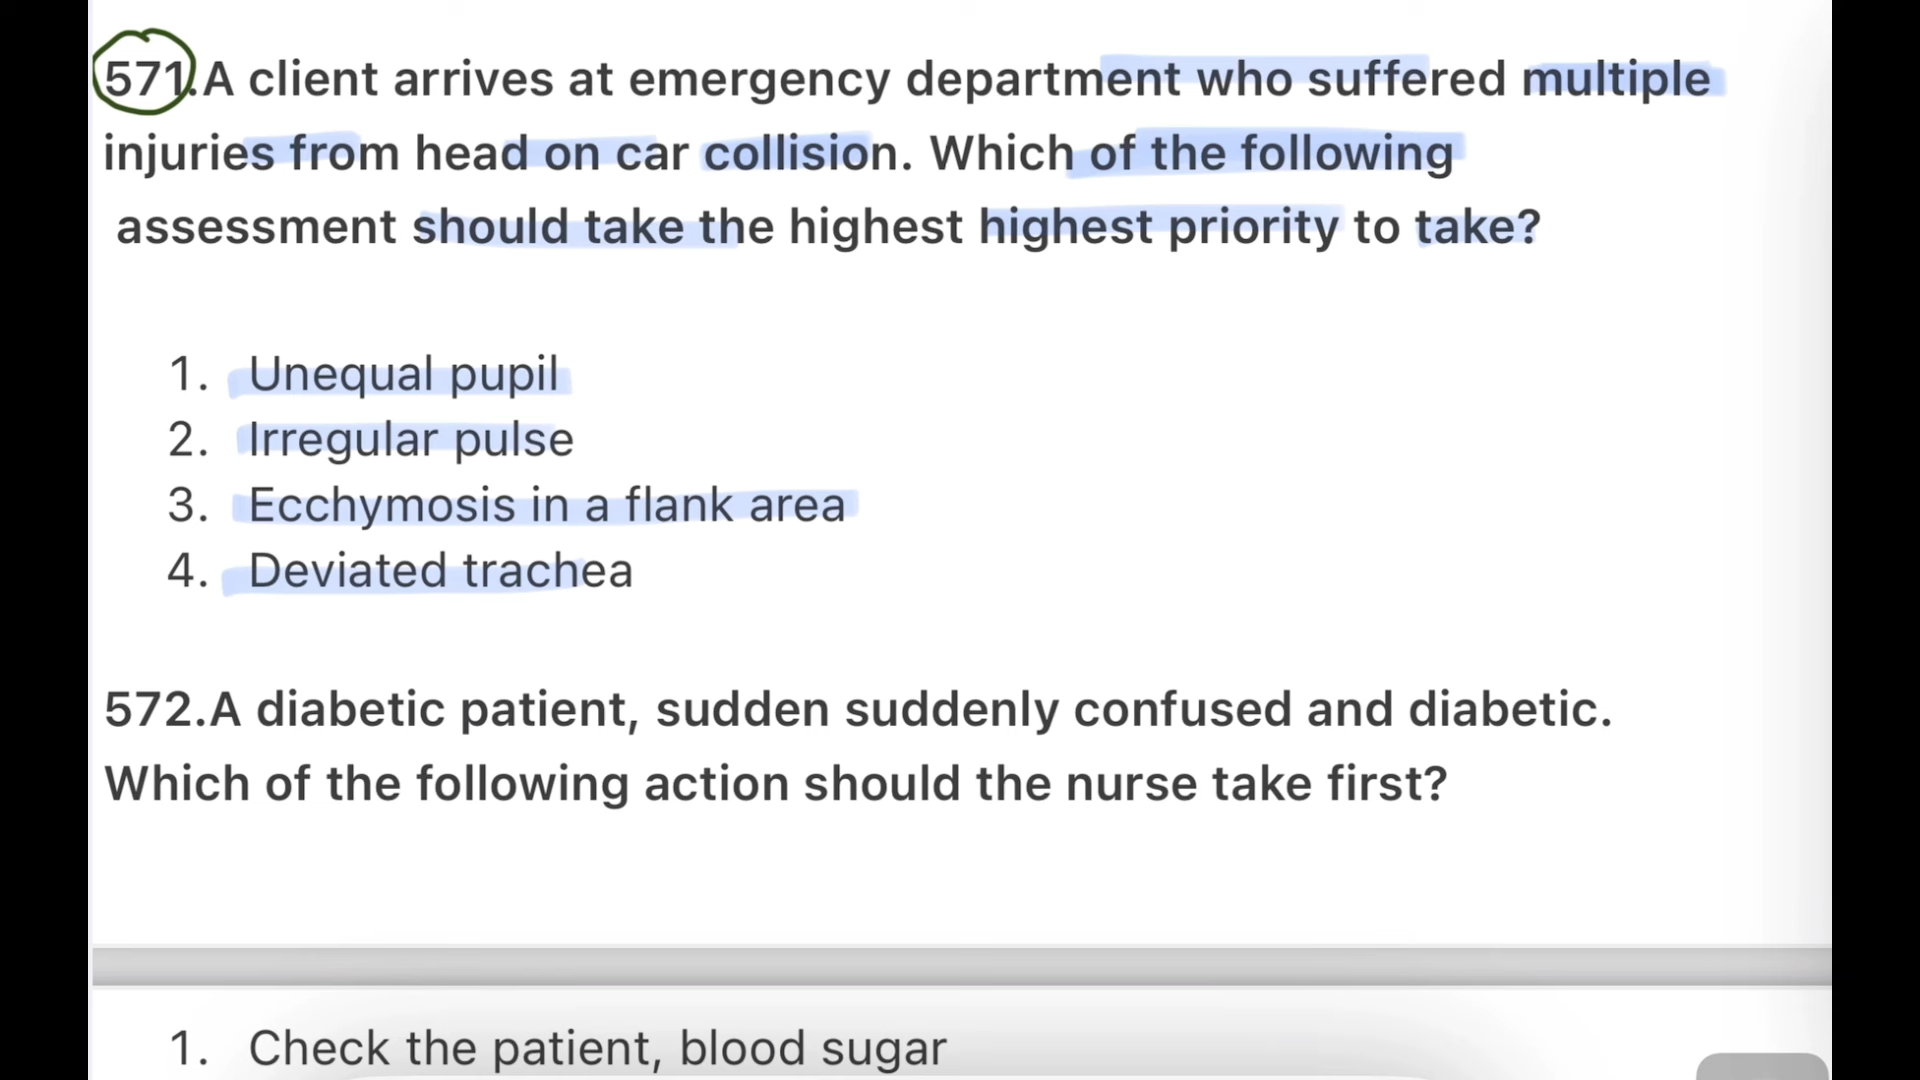 571.A client arrives at emergency department who suffered multiple
injuries from head on car collision. Which of the following
assessment should take the highest highest priority to take?
1. Unequal pupil
2. Irregular pulse
3. Ecchymosis in a flank area
4. Deviated trachea
572.A diabetic patient, sudden suddenly confused and diabetic.
Which of the following action should the nurse take first?
1. Check the patient, blood sugar